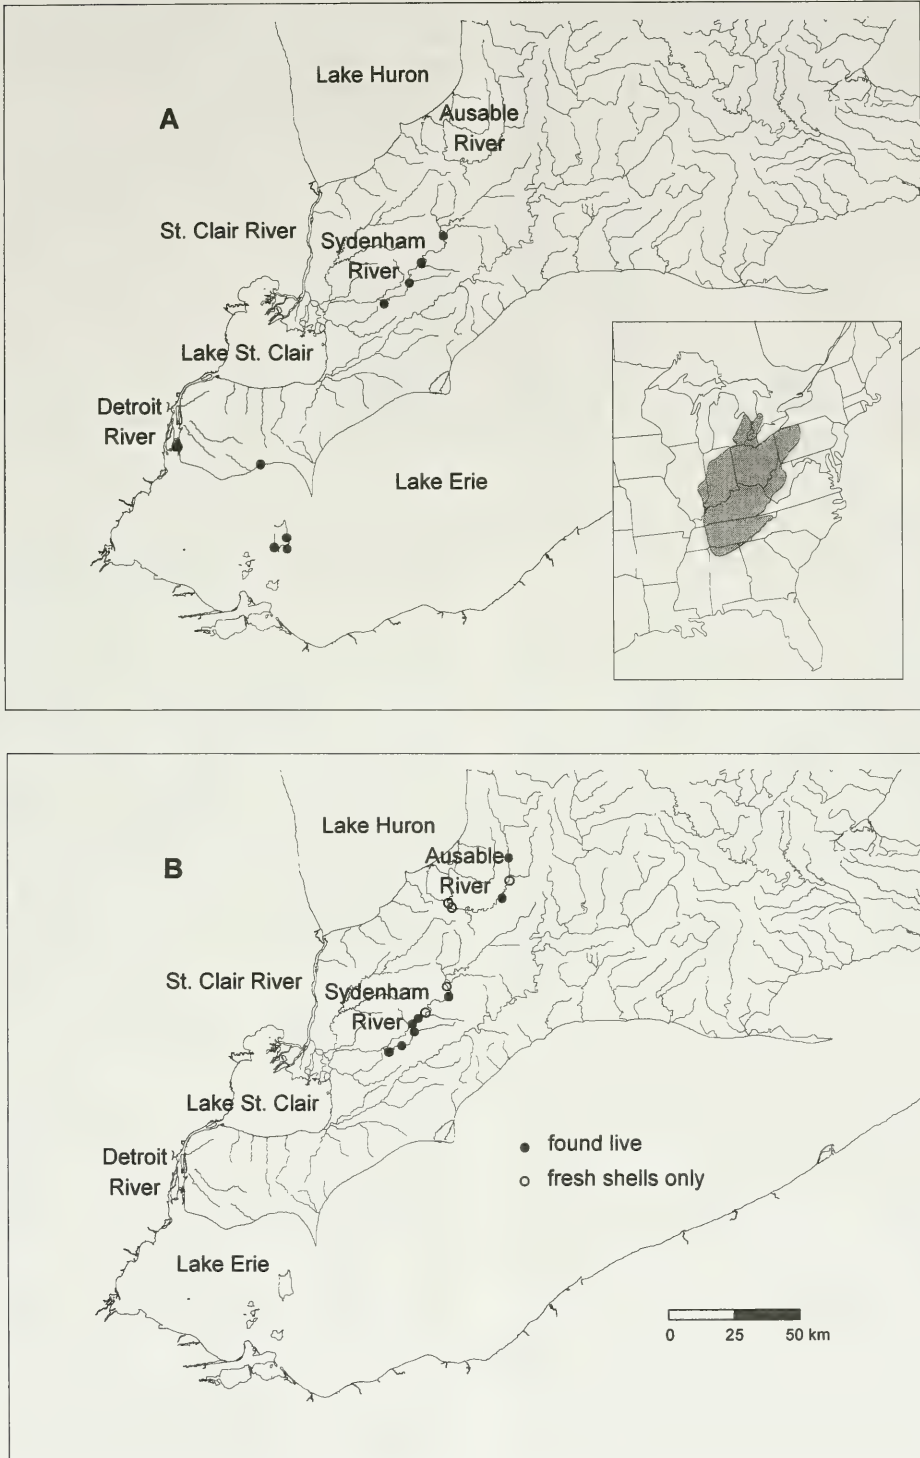 Lake Huron
A
Ausable
River
St. Clair River
Sydenham
River
Lake St. Clair
Detroit
River
Lake Erie
Lake Huron
Ausable
B
River
St. Clair River
Sydenham
River
Lake St. Clair
found live
Detroit
River
fresh shells only
Lake Erie
0 25 50 km